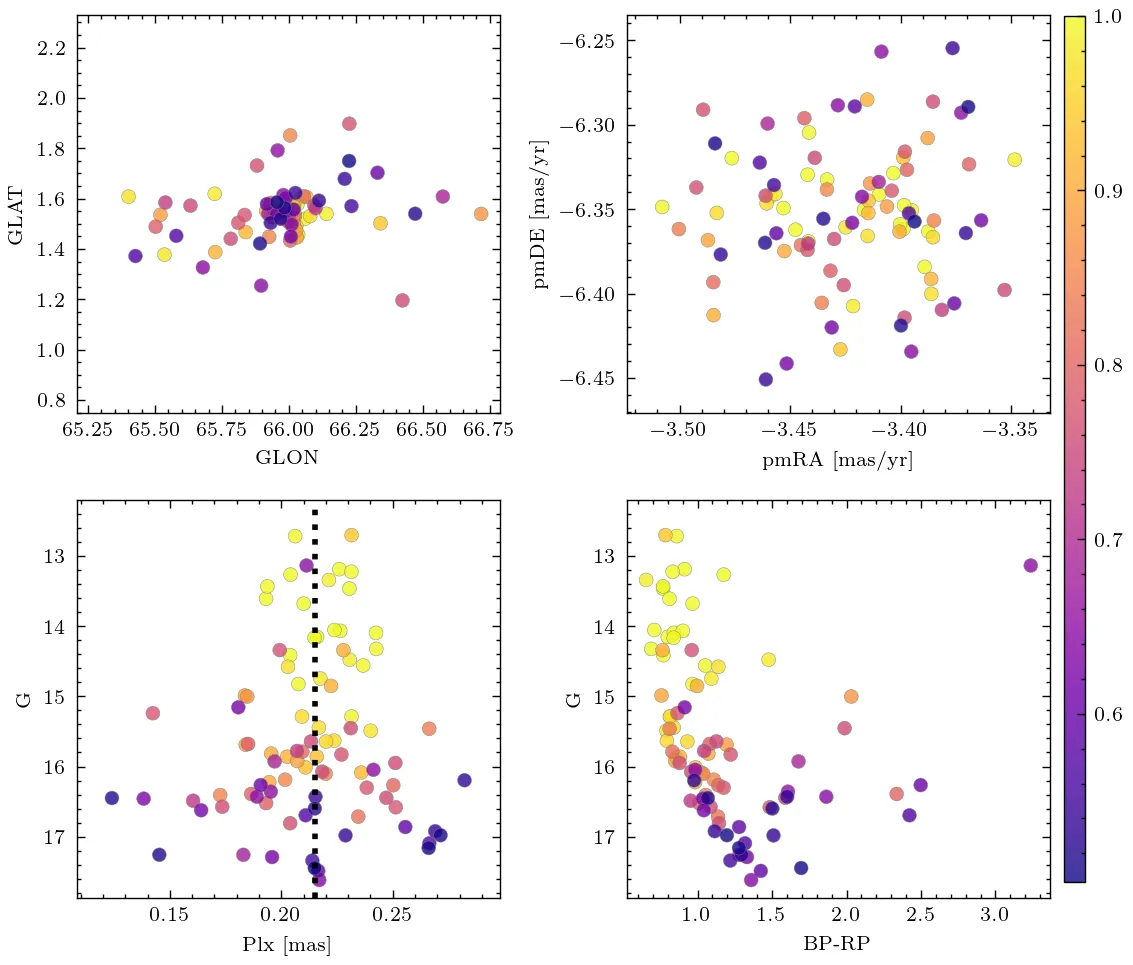 2.2
2.0
1.8
1.6
1.4
1.2
1.0
0.8
GLAT
65.25 65.50 65.75 66.00 66.25 66.50 66.75
GLON
−6.25
−6.30
−6.35
−6.40
−6.45
pmDE [mas/yr]
−3.50 −3.45 −3.40 −3.35
pmRA [mas/yr]
1.0
0.9
0.8
0.7
0.6
13
14
15
16
17
G
0.15 0.20 0.25
Plx [mas]
13
14
15
16
17
G
1.0 1.5 2.0 2.5 3.0
BP-RP